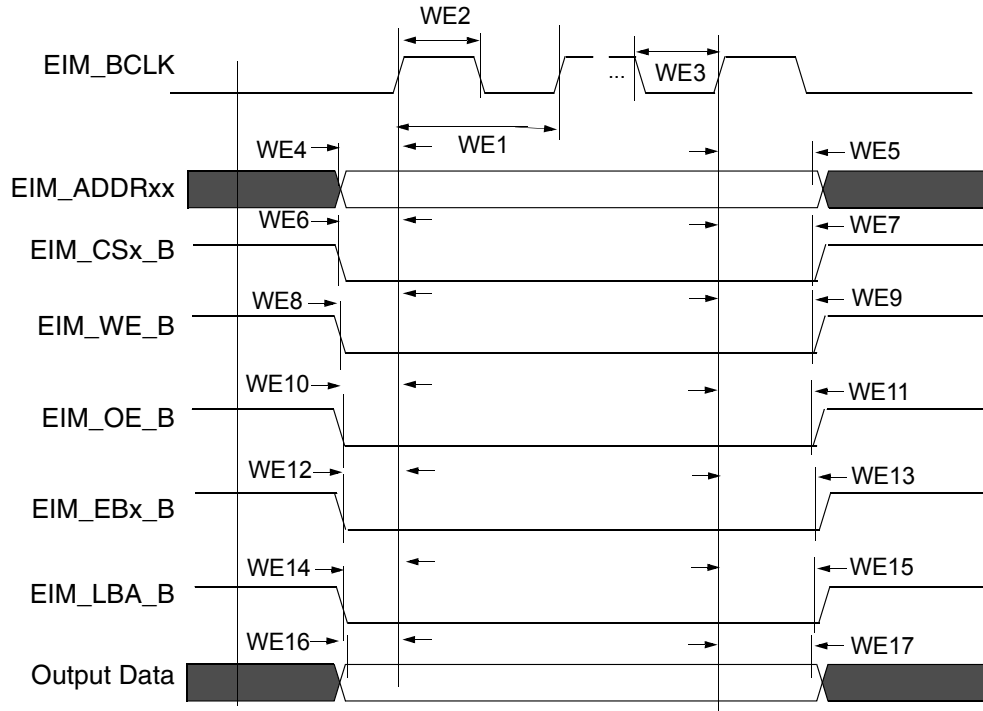 WE2
EIM_BCLK
...
WE3
WE1
WE4
WE5
EIM_ADDRxx
WE6
WE7
EIM_CSx_B
WE8
WE9
EIM_WE_B
WE10
WE11
EIM_OE_B
WE12
WE13
EIM_EBx_B
WE14
WE15
EIM_LBA_B
WE16
WE17
Output Data